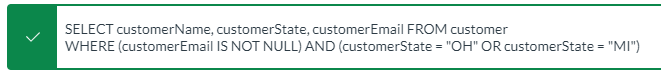 SELECT customerName, customerState, customerEmail FROM customer
WHERE (customerEmail IS NOT NULL) AND (customerState = "OH" OR customerState = "MI")